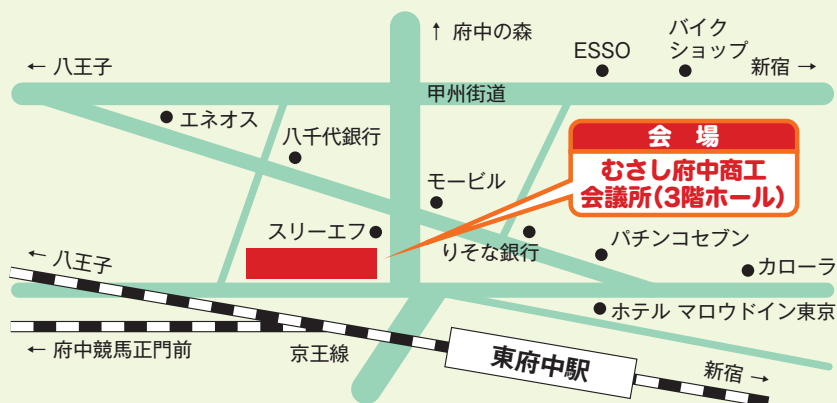 ↑ 府中の森
バイク
ショップ
ESSO
← 八王子
新宿 →
甲州街道
エネオス
八千代銀行
会 場
むさし府中商工
会議所(3階ホール)
モービル
スリーエフ
りそな銀行
パチンコセブン
← 八王子
カローラ
ホテル マロウドイン東京
← 府中競馬正門前
京王線
東府中駅
新宿 →